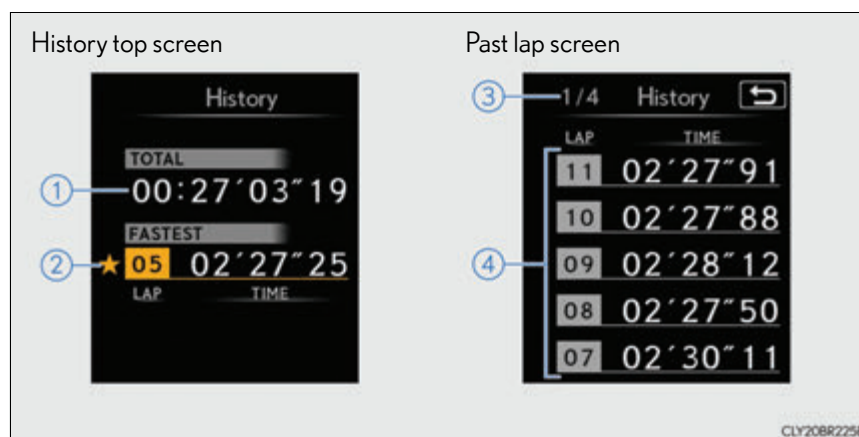 History top screen
History
TOTAL
00:27´03˝19
FASTEST
05 02´27˝25
LAP TIME
Past lap screen
1/4 History
LAP TIME
11 02´27˝91
10 02´27˝88
09 02´28˝12
08 02´27˝50
07 02´30˝11
1
2
3
4